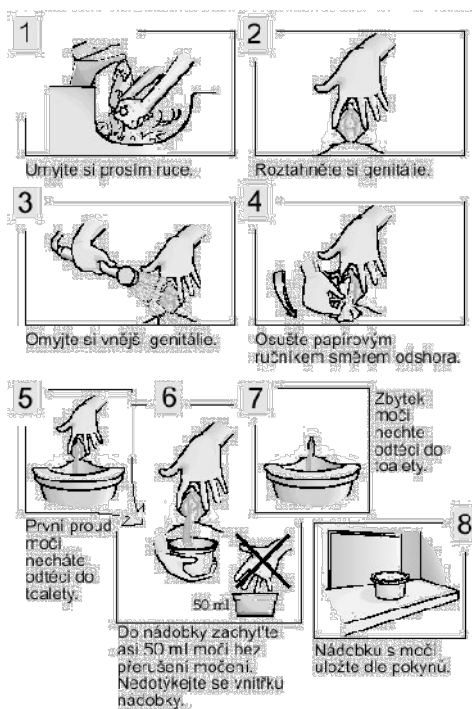 1
Umyjte si prosím ruce.
2
Roztáhněte si genitálie.
3
Omyjte si vnější genitálie.
4
Osušte papírovým
ručníkem směrem odshora.
5
První proud
moči
necháte
odtéci do
toalety.
6
50 ml
Do nádobky zachyťte
asi 50 ml moči bez
přerušení močení.
Nedotýkejte se vnitřku
nádobky.
7
Zbytek
moči
nechte
odtéci do
toalety.
8
Nádobku s močí
uložte dle pokynů.